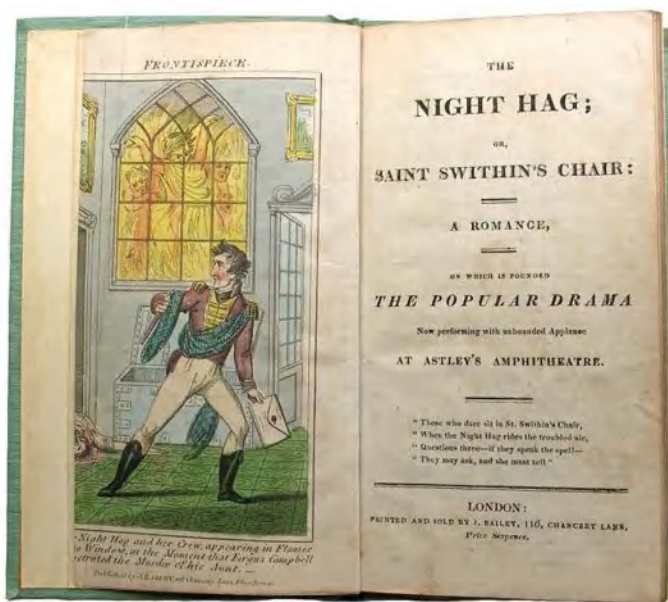 FRONTISPIECE.
Night Hag and her Crew, appearing in Flames
Window, at the Moment that Fergus Campbell
the Murder of his Aunt. —
THE
NIGHT HAG;
OR,
SAINT SWITHIN'S CHAIR:
A ROMANCE,
ON WHICH IS FOUNDED
THE POPULAR DRAMA
Now performing with unbounded Applause
AT ASTLEY'S AMPHITHEATRE.
"Those who dare sit in St. Swithin's Chair,
"When the Night Hag rides the troubled air,
"Questions three—if they speak the spell—
"They may ask, and she must tell"
LONDON:
PRINTED AND SOLD BY J. BAILEY, 116, CHANCERY LANE,
Price Sixpence.